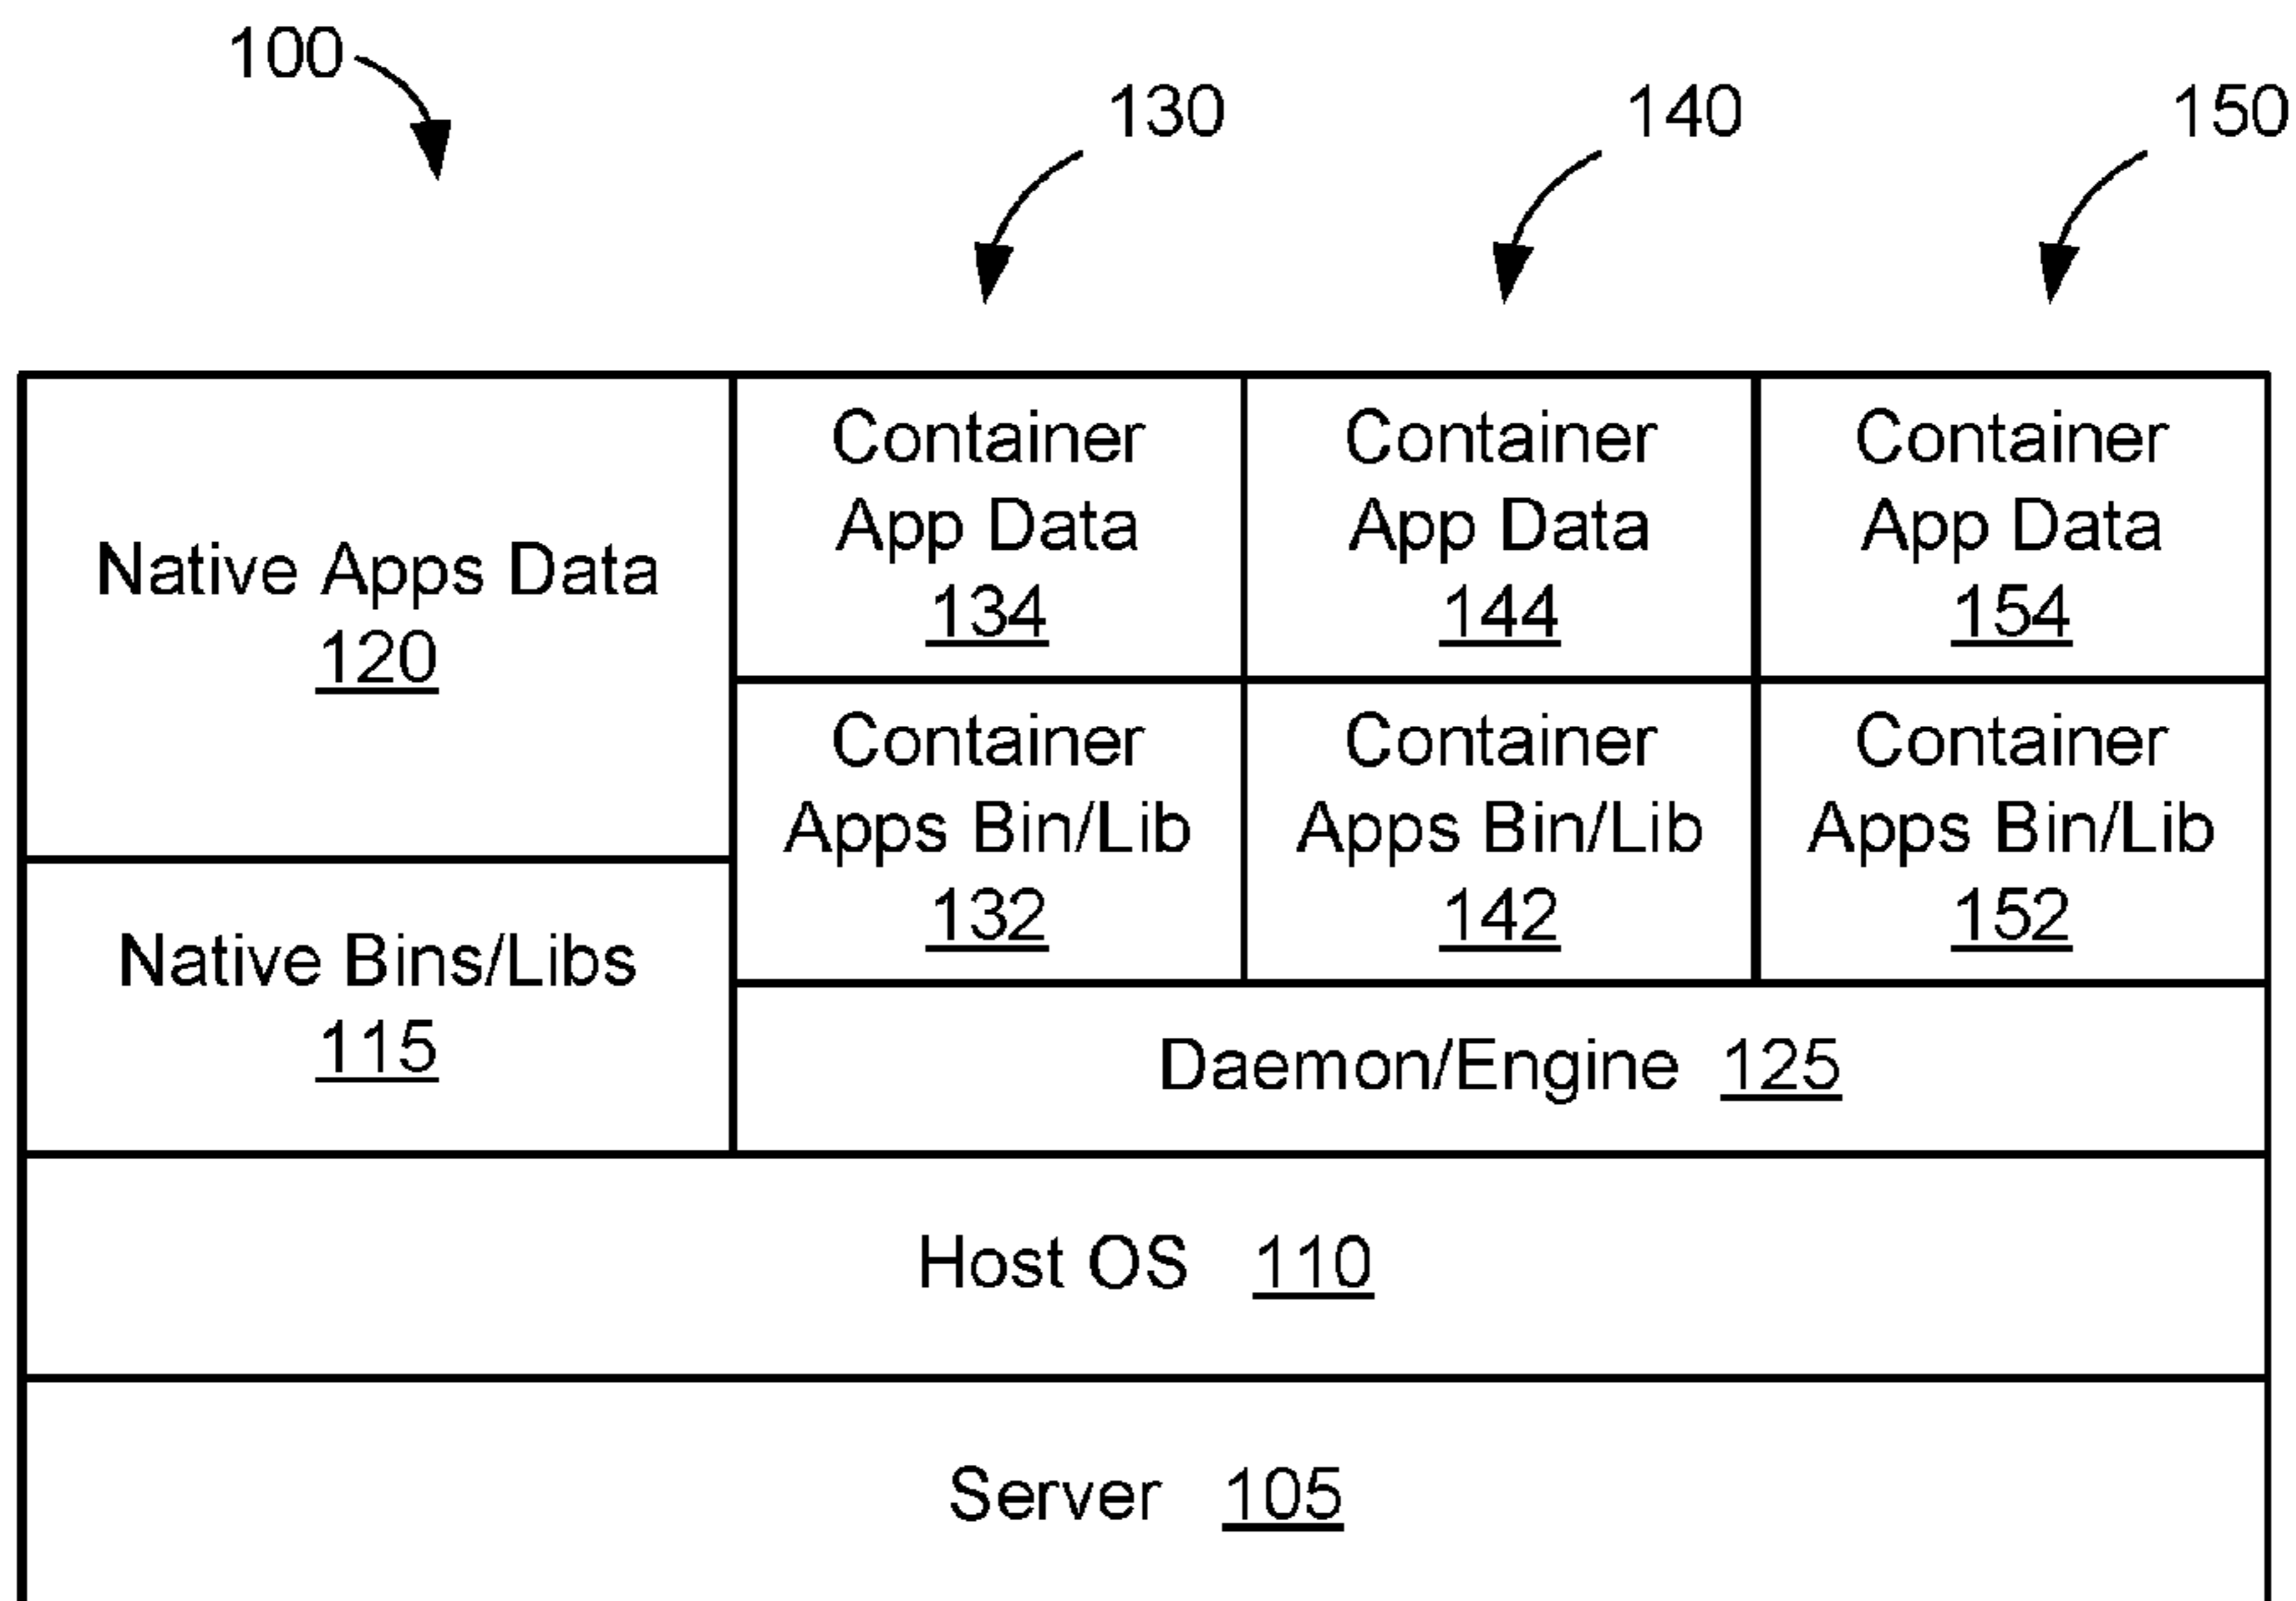 100
130
140
150
Native Apps Data
120
Container
App Data
134
Container
App Data
144
Container
App Data
154
Container
Apps Bin/Lib
132
Container
Apps Bin/Lib
142
Container
Apps Bin/Lib
152
Native Bins/Libs
115
Daemon/Engine 125
Host OS 110
Server 105